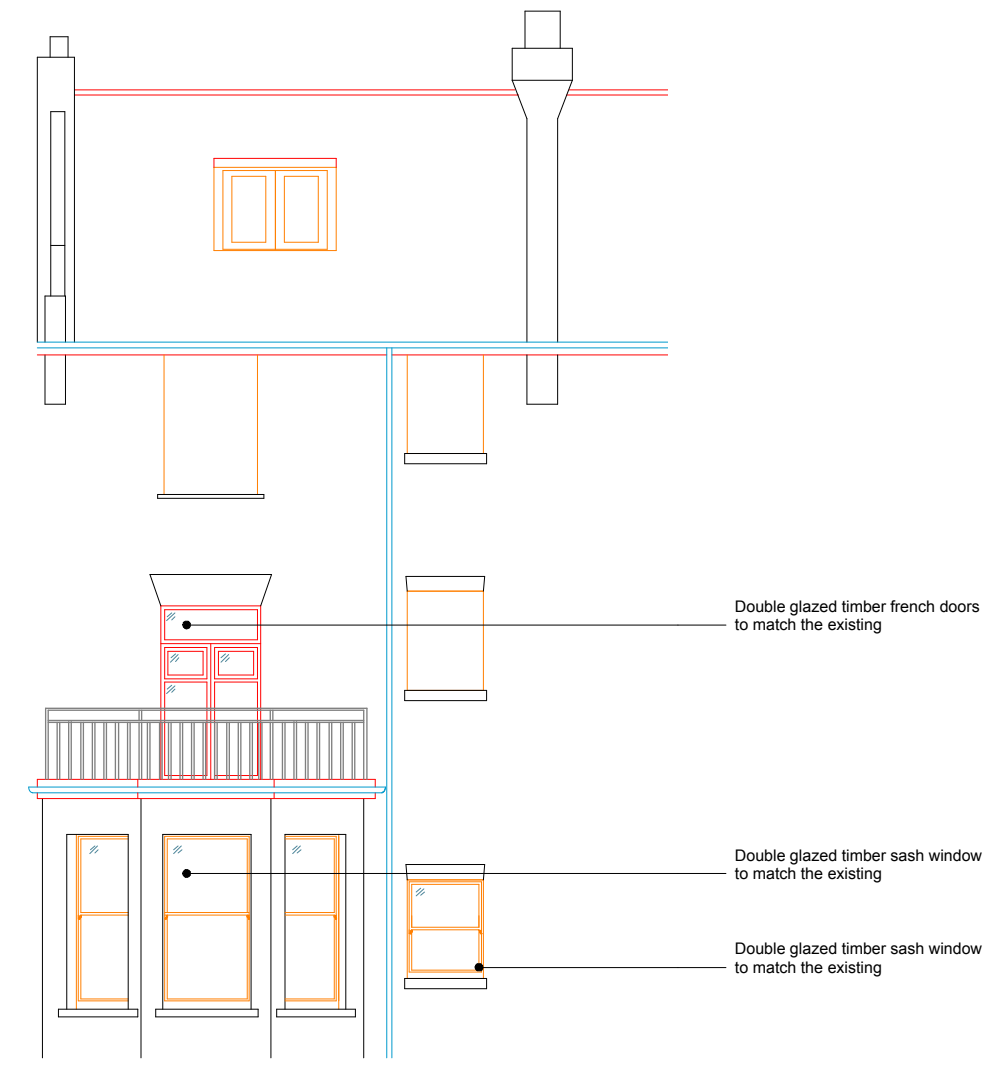 Double glazed timber french doors
to match the existing
Double glazed timber sash window
to match the existing
Double glazed timber sash window
to match the existing